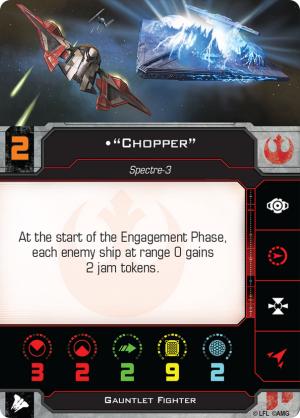 2
•“Chopper”
Spectre-3
At the start of the Engagement Phase,
each enemy ship at range 0 gains
2 jam tokens.
3 2 2 9 2
Gauntlet Fighter
© LFL ©AMG